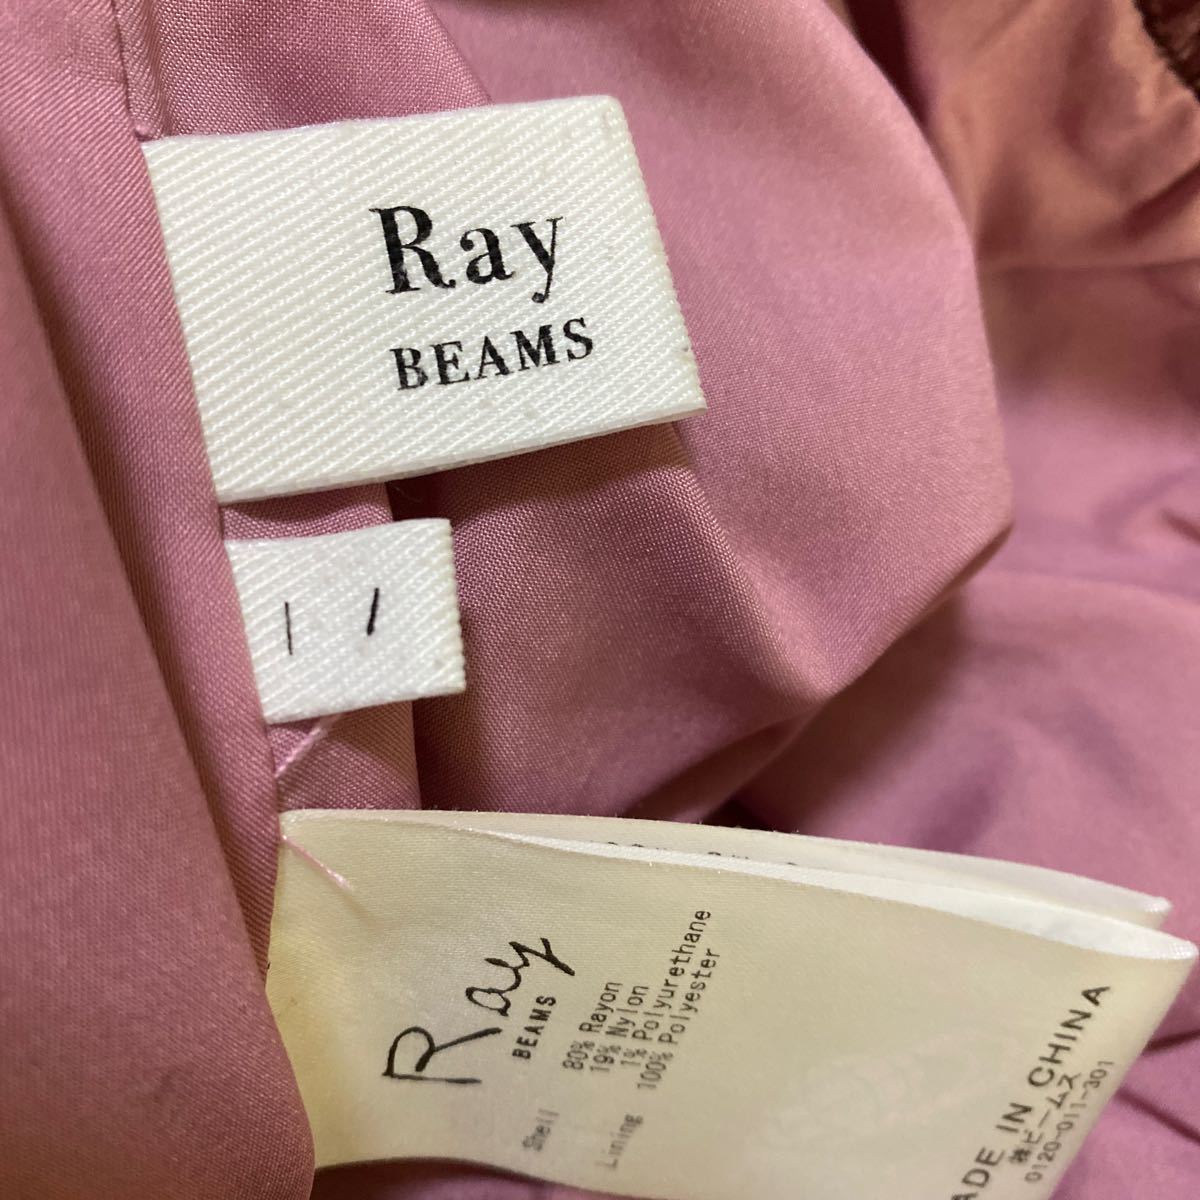 Ray
BEAMS
1 /
Ray
BEAMS
Shell 80% Rayon
19% Nylon
1% Polyurethane
Lining 100% Polyester
ADE IN CHINA
㈱ビームス
0120-011-301